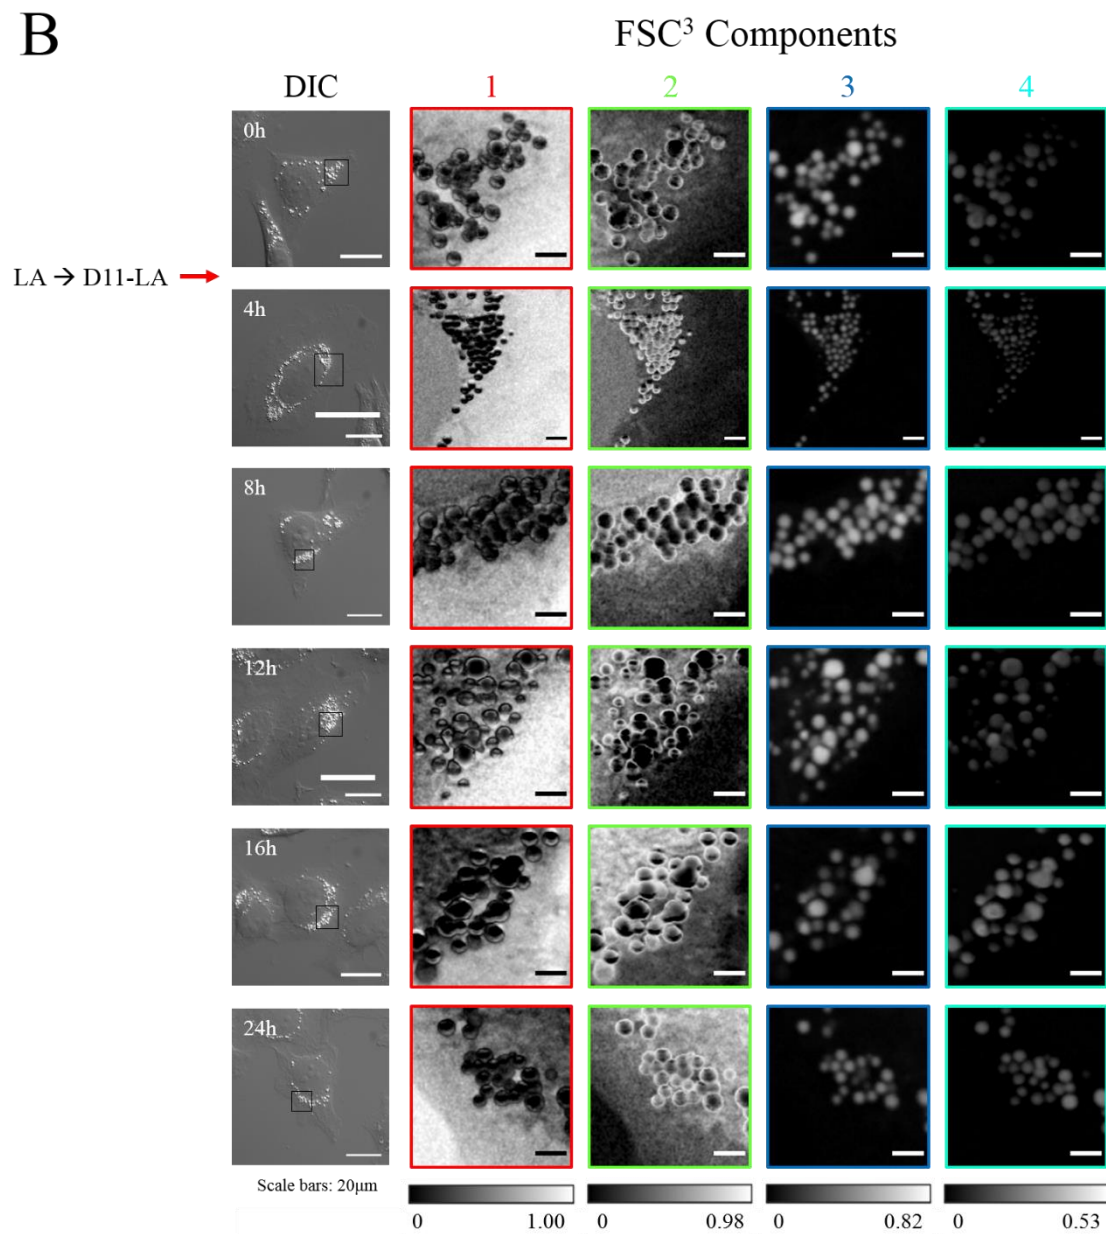 B
FSC³ Components
DIC 1 2 3 4
0h
LA → D11-LA
4h
8h
12h
16h
24h
Scale bars: 20μm
0 1.00 0 0.98 0 0.82 0 0.53